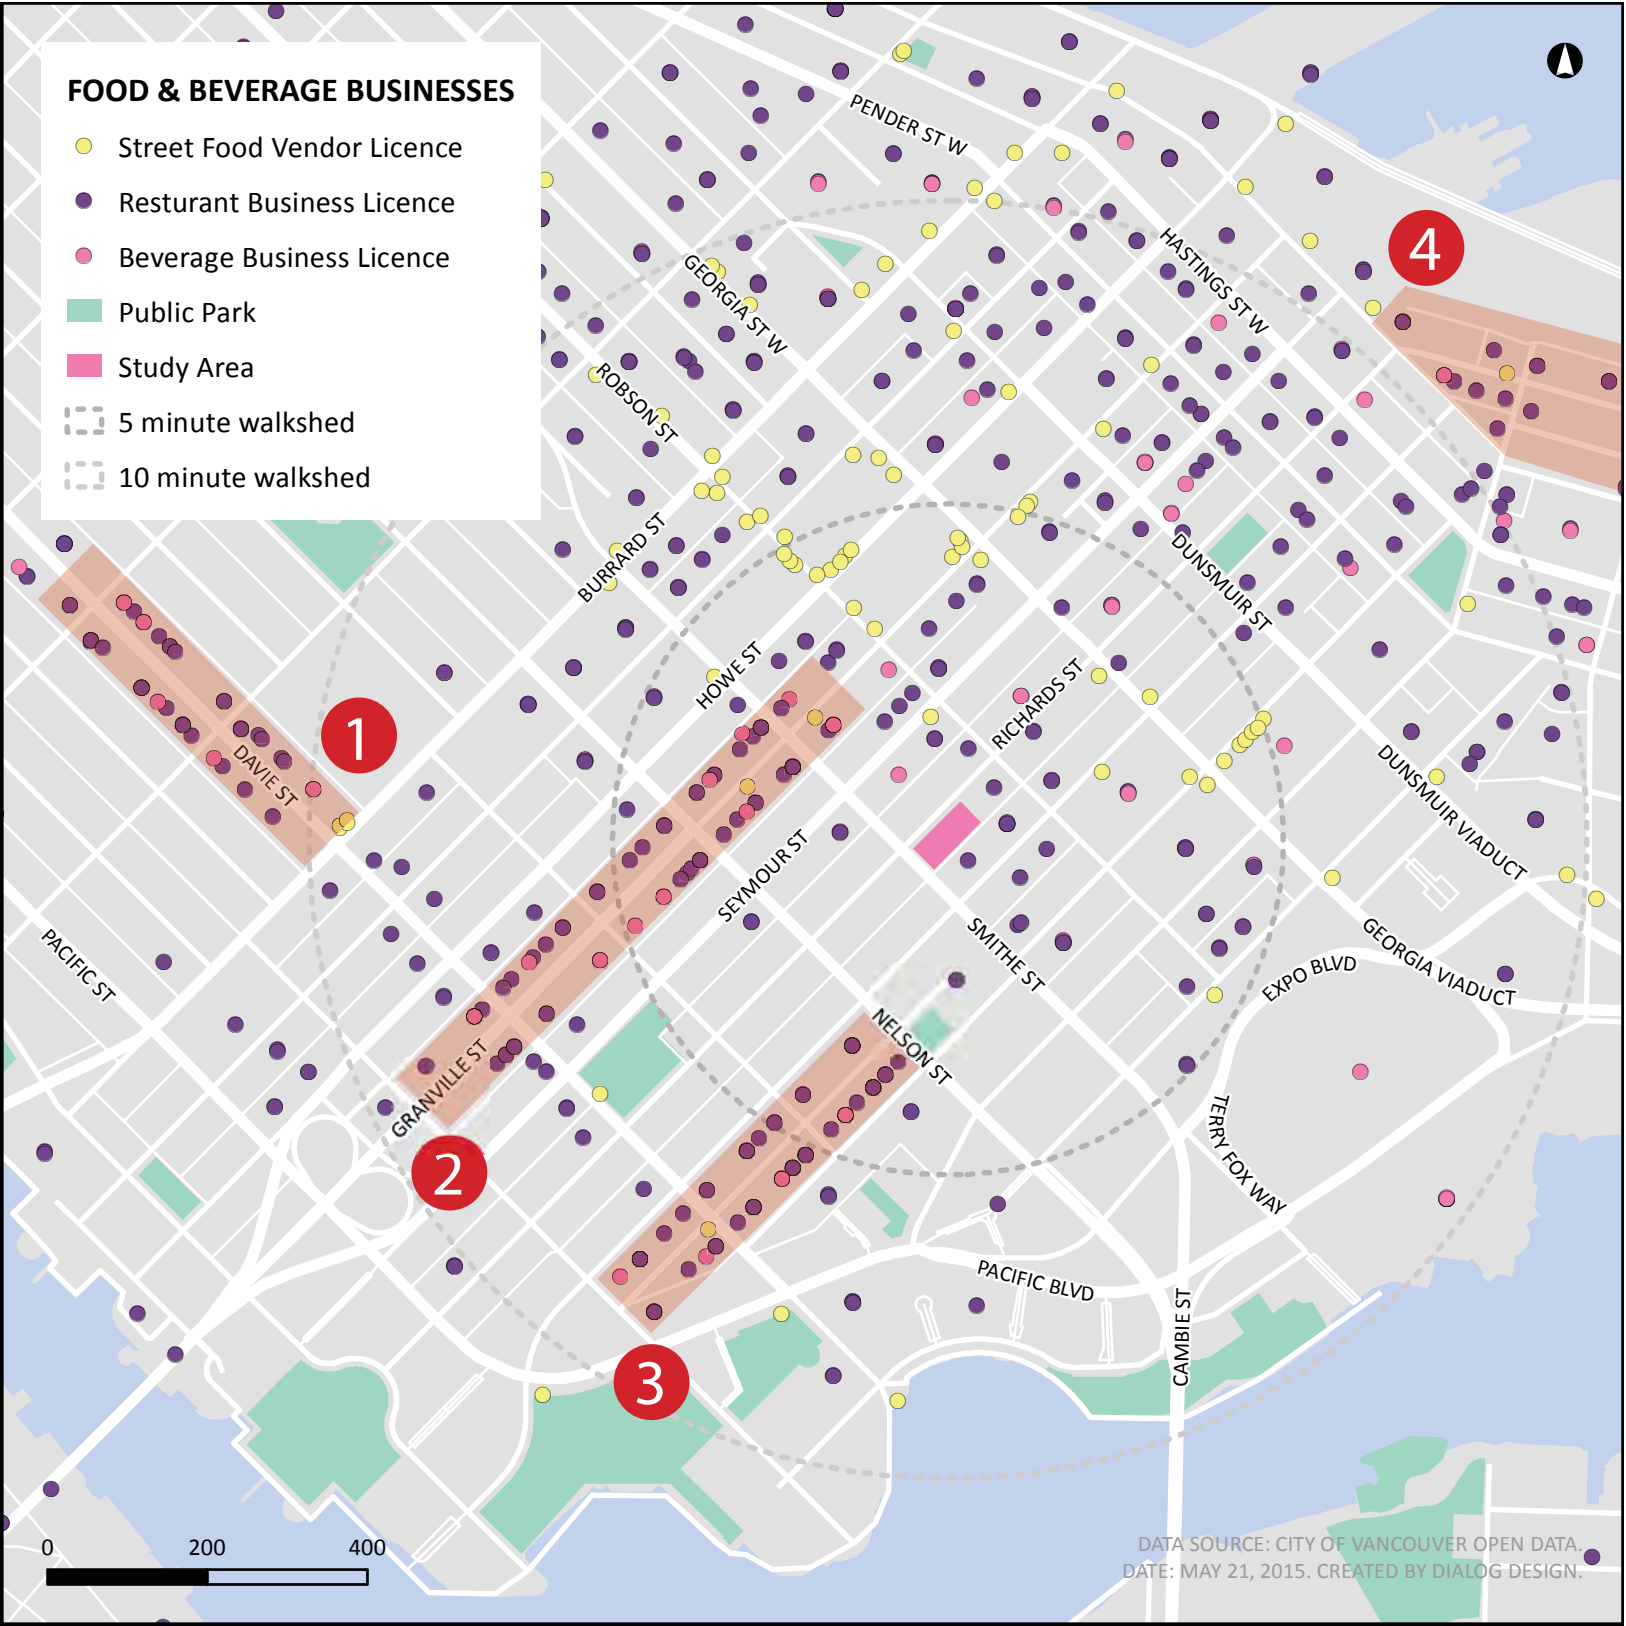 FOOD & BEVERAGE BUSINESSES
Street Food Vendor Licence
Resturant Business Licence
Beverage Business Licence
Public Park
Study Area
5 minute walkshed
10 minute walkshed
PENDER ST W
HASTINGS ST W
4
GEORGIA ST W
ROBSON ST
BURRARD ST
DUNSMUIR ST
HOWE ST
RICHARDS ST
1
DAVIE ST
DUNSMUIR VIADUCT
SEYMOUR ST
PACIFIC ST
SMITHE ST
GEORGIA VIADUCT
EXPO BLVD
NELSON ST
GRANVILLE ST
2
TERRY FOX WAY
PACIFIC BLVD
CAMBIE ST
3
0 200 400
DATA SOURCE: CITY OF VANCOUVER OPEN DATA.
DATE: MAY 21, 2015. CREATED BY DIALOG DESIGN.